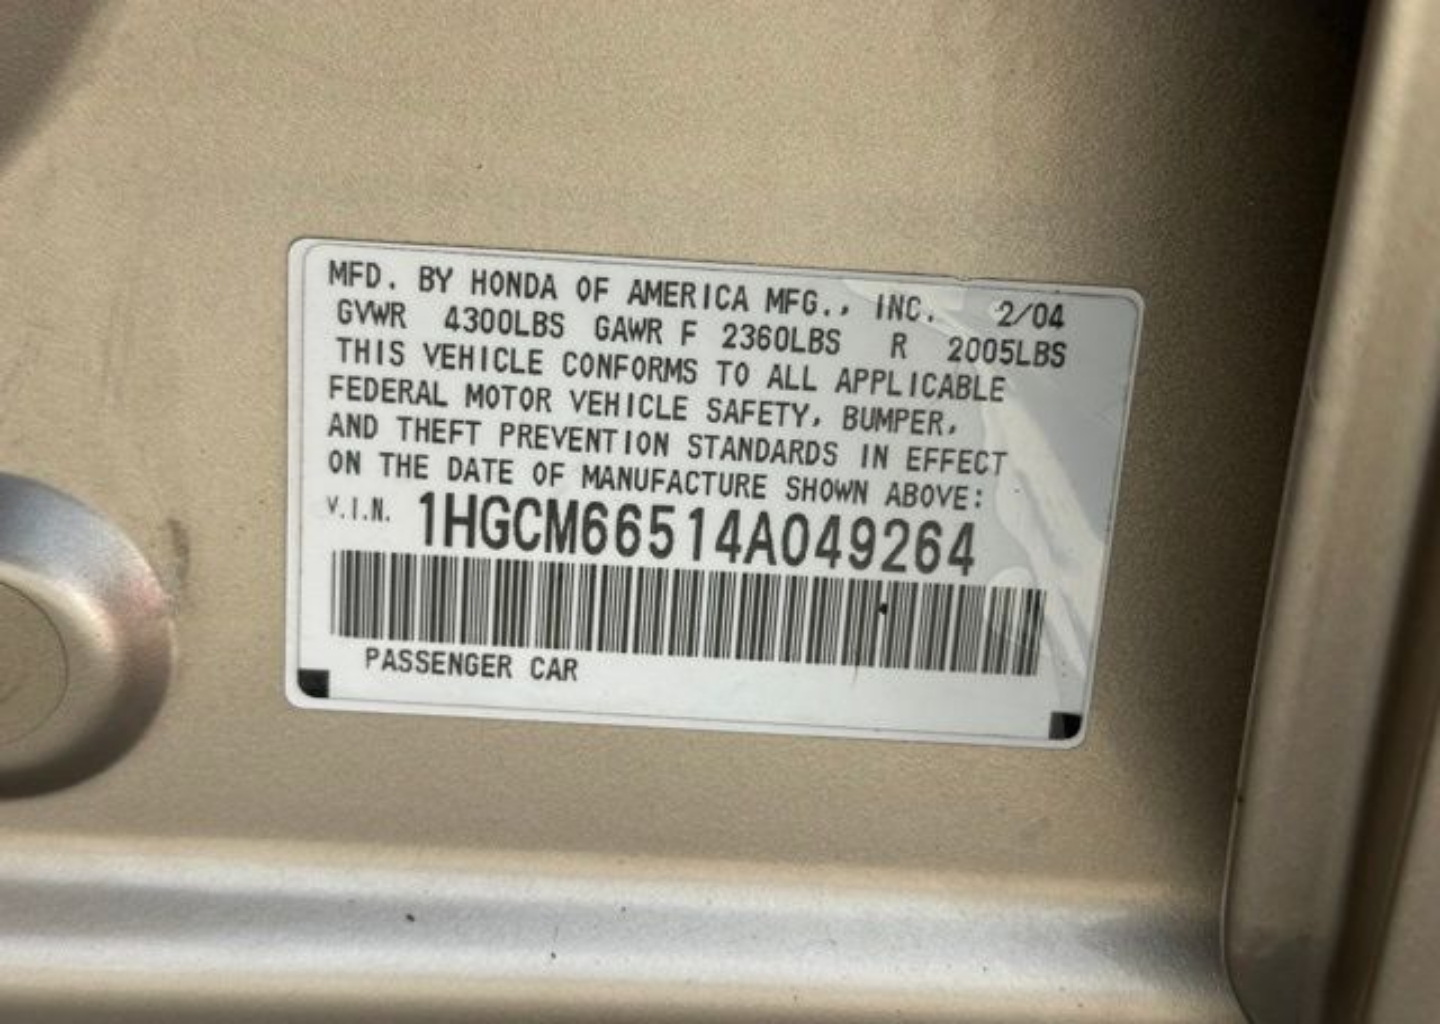 MFD. BY HONDA OF AMERICA MFG., INC. 2/04
GVWR 4300LBS GAWR F 2360LBS R 2005LBS
THIS VEHICLE CONFORMS TO ALL APPLICABLE
FEDERAL MOTOR VEHICLE SAFETY, BUMPER,
AND THEFT PREVENTION STANDARDS IN EFFECT
ON THE DATE OF MANUFACTURE SHOWN ABOVE:
V.I.N. 1HGCM66514A049264
PASSENGER CAR